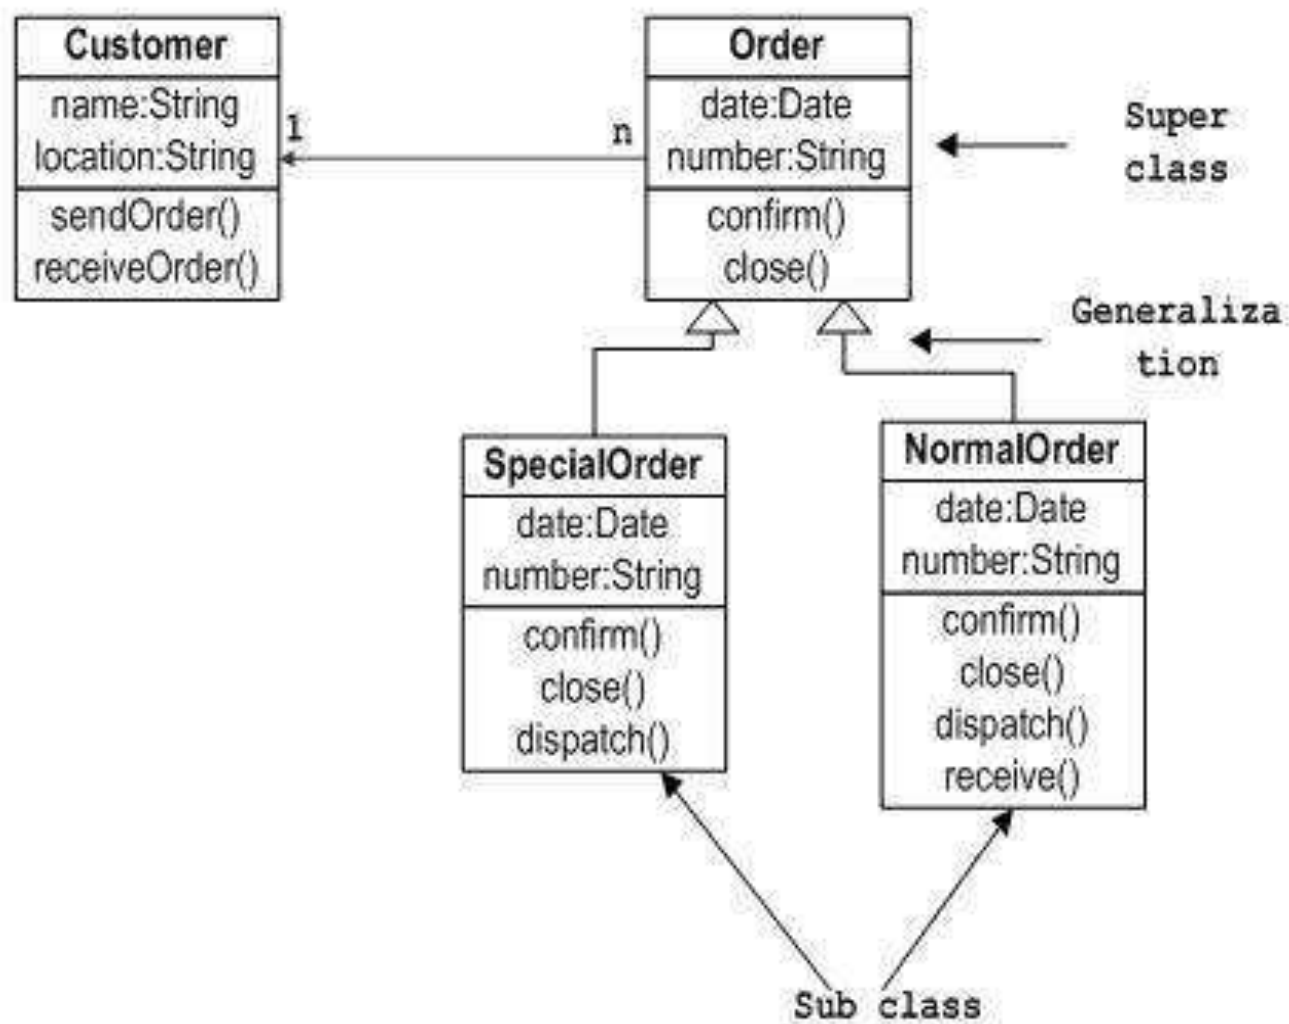 Customer
name:String
location:String
sendOrder()
receiveOrder()
1
n
Order
date:Date
number:String
confirm()
close()
Super
class
Generaliza
tion
SpecialOrder
date:Date
number:String
confirm()
close()
dispatch()
NormalOrder
date:Date
number:String
confirm()
close()
dispatch()
receive()
Sub class